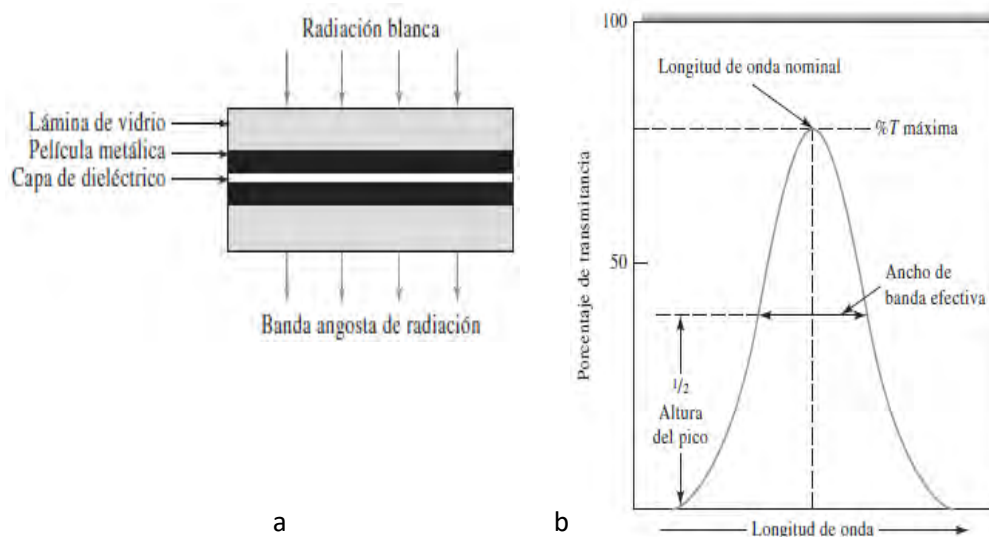 Radiación blanca
Lámina de vidrio
Película metálica
Capa de dieléctrico
Banda angosta de radiación
a
100
Longitud de onda nominal
%T máxima
Porcentaje de transmitancia
50
Ancho de
banda efectiva
1/2
Altura
del pico
b
Longitud de onda